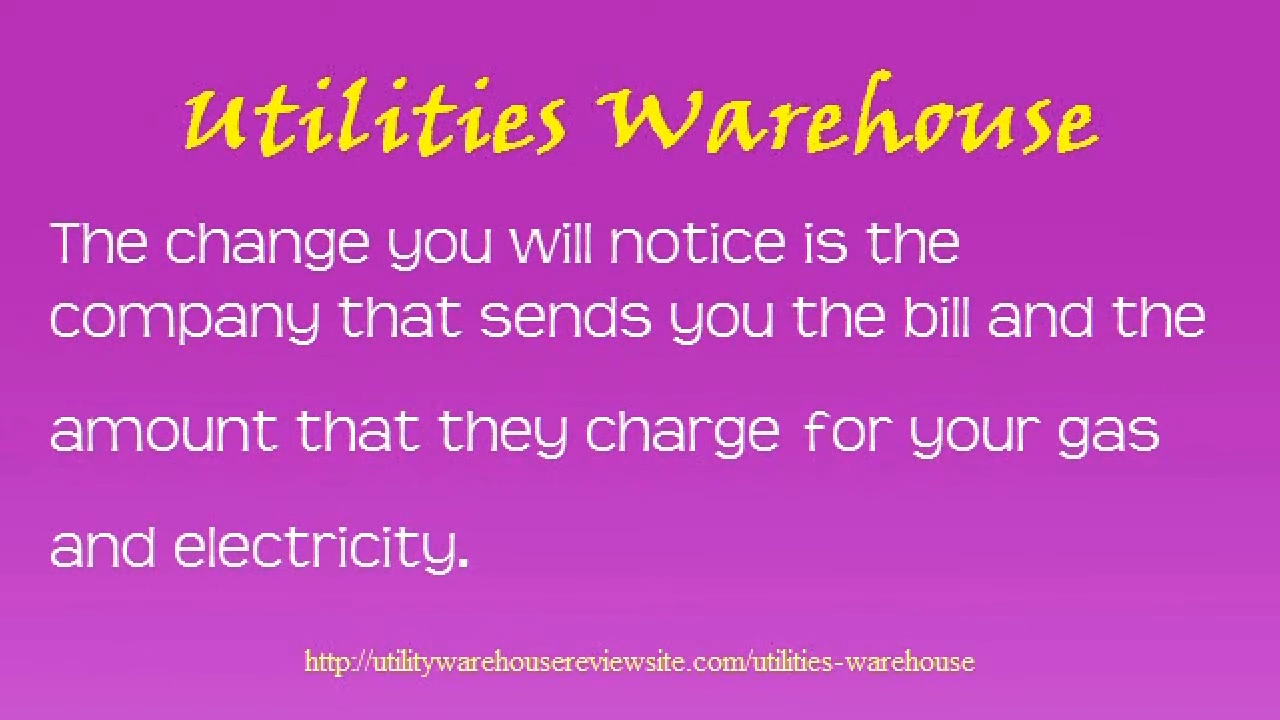 Utilities Warehouse
The change you will notice is the
company that sends you the bill and the
amount that they charge for your gas
and electricity.
http://utilitywarehousereviewsite.com/utilities-warehouse